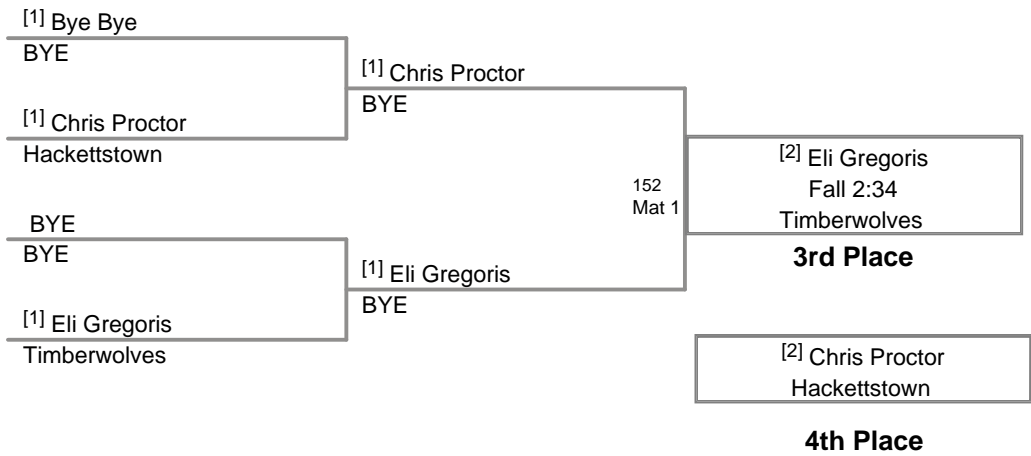 [1] Bye Bye
BYE
[1] Chris Proctor
Hackettstown
BYE
BYE
[1] Eli Gregoris
Timberwolves
[1] Chris Proctor
BYE
[1] Eli Gregoris
BYE
152
Mat 1
[2] Eli Gregoris
Fall 2:34
Timberwolves
3rd Place
[2] Chris Proctor
Hackettstown
4th Place